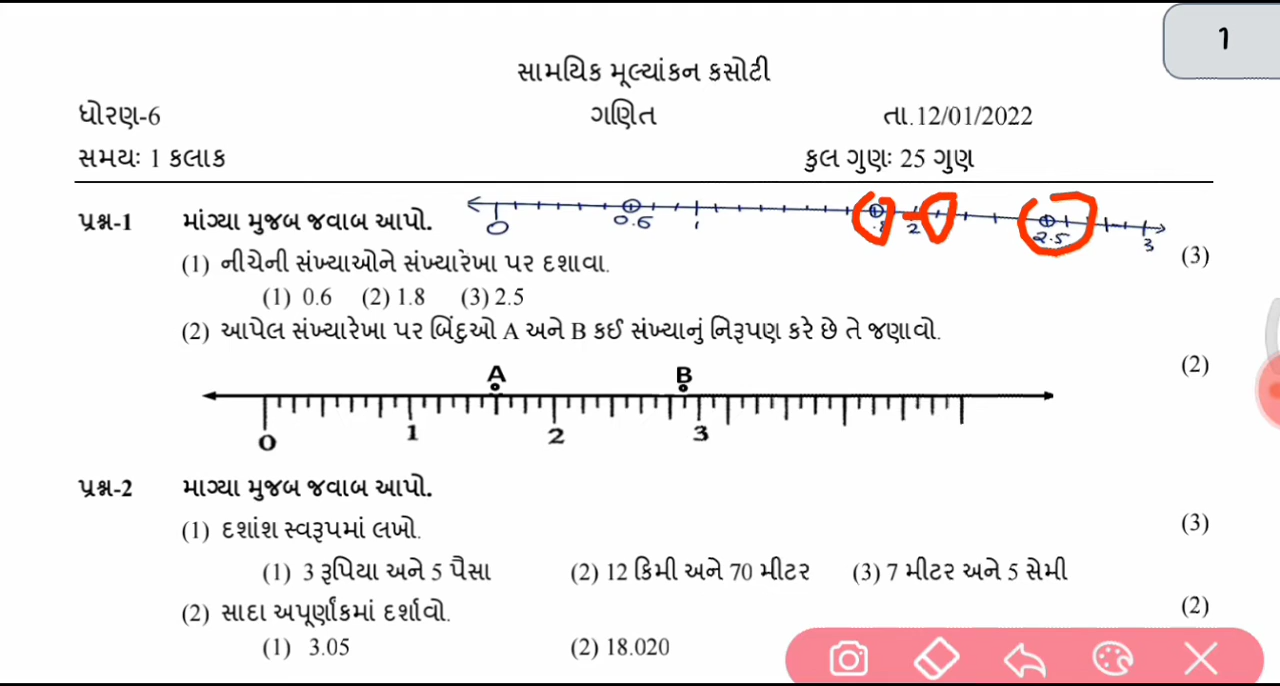 1
સામયિક મૂલ્યાંકન કસોટી
ધોરણ-6 ગણિત તા.12/01/2022
સમયઃ 1 કલાક કુલ ગુણઃ 25 ગુણ
પ્રશ્ન-1 માંગ્યા મુજબ જવાબ આપો.
0 0.6 1 .8 2 2.5 3
(1) નીચેની સંખ્યાઓને સંખ્યારેખા પર દશાવા. (3)
(1) 0.6 (2) 1.8 (3) 2.5
(2) આપેલ સંખ્યારેખા પર બિંદુઓ A અને B કઈ સંખ્યાનું નિરૂપણ કરે છે તે જણાવો. (2)
A B
0 1 2 3
પ્રશ્ન-2 માગ્યા મુજબ જવાબ આપો.
(1) દશાંશ સ્વરૂપમાં લખો. (3)
(1) 3 રૂપિયા અને 5 પૈસા (2) 12 કિમી અને 70 મીટર (3) 7 મીટર અને 5 સેમી
(2) સાદા અપૂર્ણાંકમાં દર્શાવો. (2)
(1) 3.05 (2) 18.020